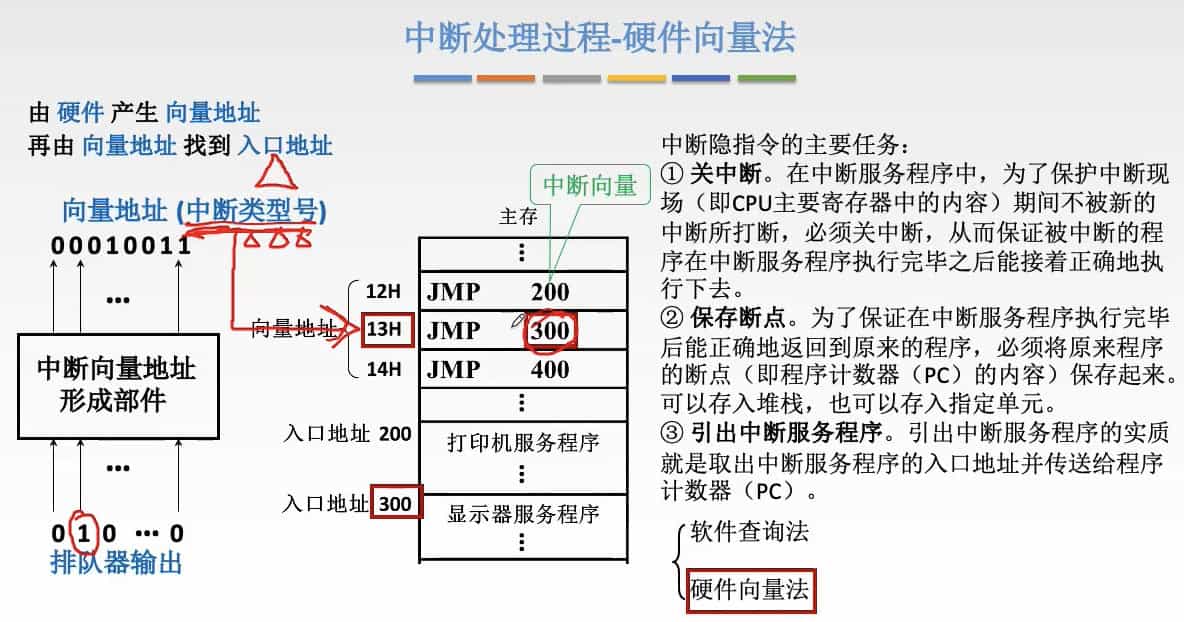 中断处理过程-硬件向量法
由 硬件 产生 向量地址
再由 向量地址 找到 入口地址
向量地址 (中断类型号)
00010011
...
中断向量地址
形成部件
...
0 1 0 ... 0
排队器输出
中断向量
主存
⋮
12H JMP 200
向量地址 13H JMP 300
14H JMP 400
⋮
入口地址 200 打印机服务程序
⋮
入口地址 300 显示器服务程序
⋮
中断隐指令的主要任务：
① 关中断。在中断服务程序中，为了保护中断现
场（即CPU主要寄存器中的内容）期间不被新的
中断所打断，必须关中断，从而保证被中断的程
序在中断服务程序执行完毕之后能接着正确地执
行下去。
② 保存断点。为了保证在中断服务程序执行完毕
后能正确地返回到原来的程序，必须将原来程序
的断点（即程序计数器（PC）的内容）保存起来。
可以存入堆栈，也可以存入指定单元。
③ 引出中断服务程序。引出中断服务程序的实质
就是取出中断服务程序的入口地址并传送给程序
计数器（PC）。
软件查询法
硬件向量法